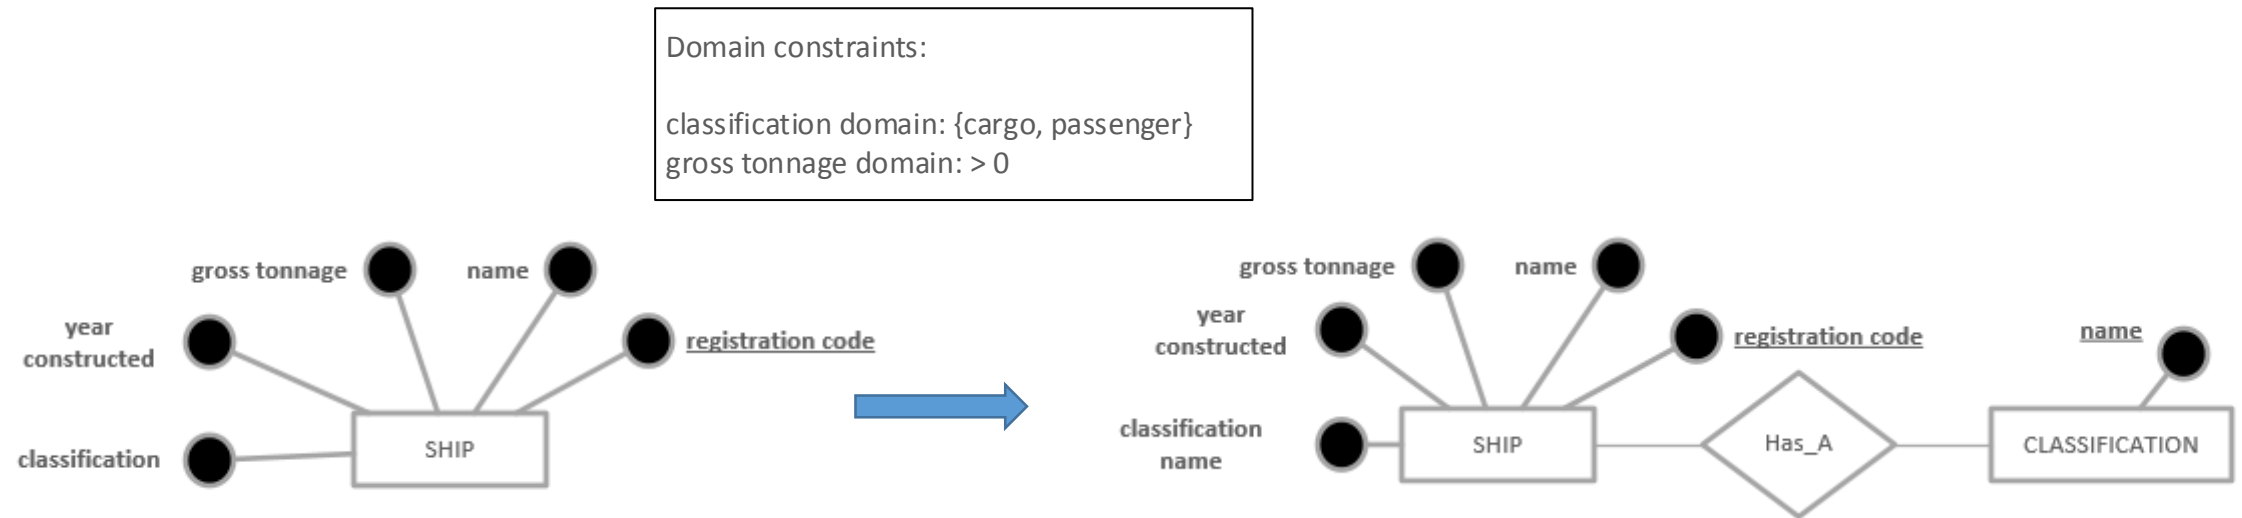 Domain constraints:
classification domain: {cargo, passenger}
gross tonnage domain: > 0
gross tonnage
name
year
constructed
registration code
classification
SHIP
gross tonnage
name
year
constructed
registration code
name
classification
name
SHIP
Has_A
CLASSIFICATION